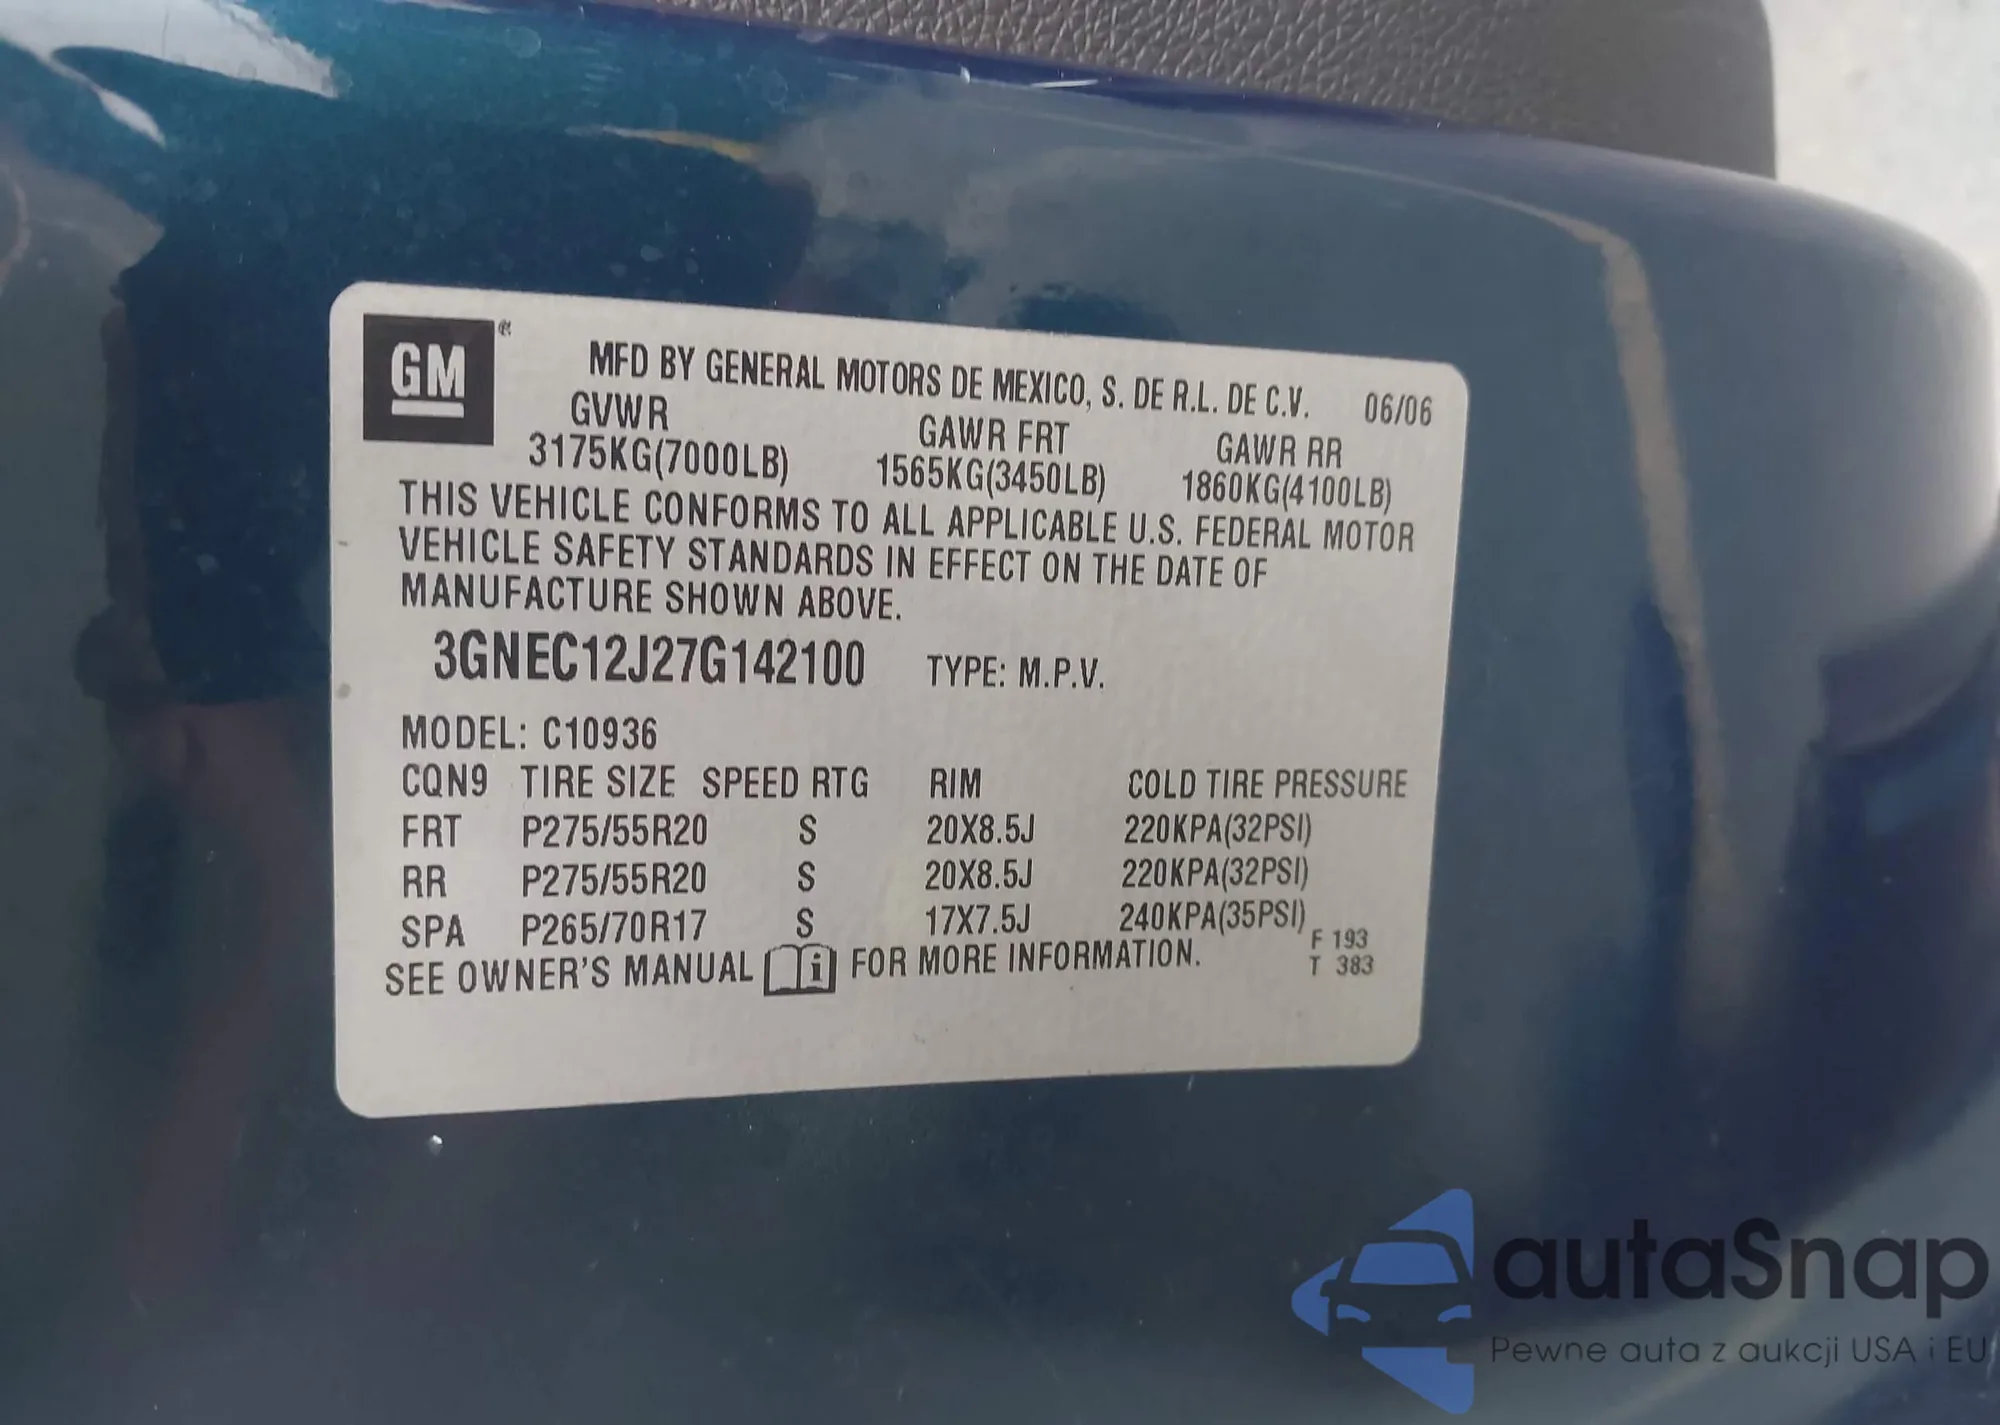 GM
MFD BY GENERAL MOTORS DE MEXICO, S. DE R.L. DE C.V. 06/06
GVWR GAWR FRT GAWR RR
3175KG(7000LB) 1565KG(3450LB) 1860KG(4100LB)
THIS VEHICLE CONFORMS TO ALL APPLICABLE U.S. FEDERAL MOTOR
VEHICLE SAFETY STANDARDS IN EFFECT ON THE DATE OF
MANUFACTURE SHOWN ABOVE.
3GNEC12J27G142100 TYPE: M.P.V.
MODEL: C10936
CQN9 TIRE SIZE SPEED RTG RIM COLD TIRE PRESSURE
FRT P275/55R20 S 20X8.5J 220KPA(32PSI)
RR P275/55R20 S 20X8.5J 220KPA(32PSI)
SPA P265/70R17 S 17X7.5J 240KPA(35PSI)
SEE OWNER'S MANUAL i FOR MORE INFORMATION.
F 193
T 383
autaSnap
Pewne auta z aukcji USA i EU